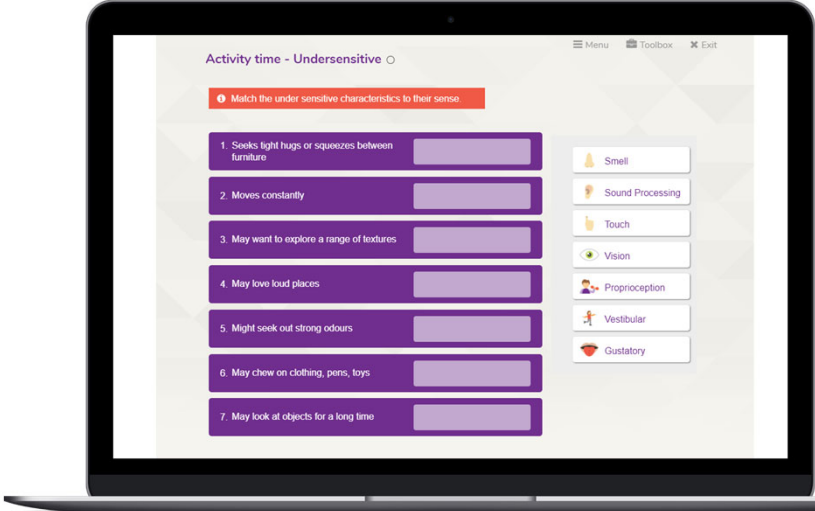 Menu Toolbox Exit
Activity time - Undersensitive
Match the under sensitive characteristics to their sense.
1. Seeks tight hugs or squeezes between
furniture
2. Moves constantly
3. May want to explore a range of textures
4. May love loud places
5. Might seek out strong odours
6. May chew on clothing, pens, toys
7. May look at objects for a long time
Smell
Sound Processing
Touch
Vision
Proprioception
Vestibular
Gustatory